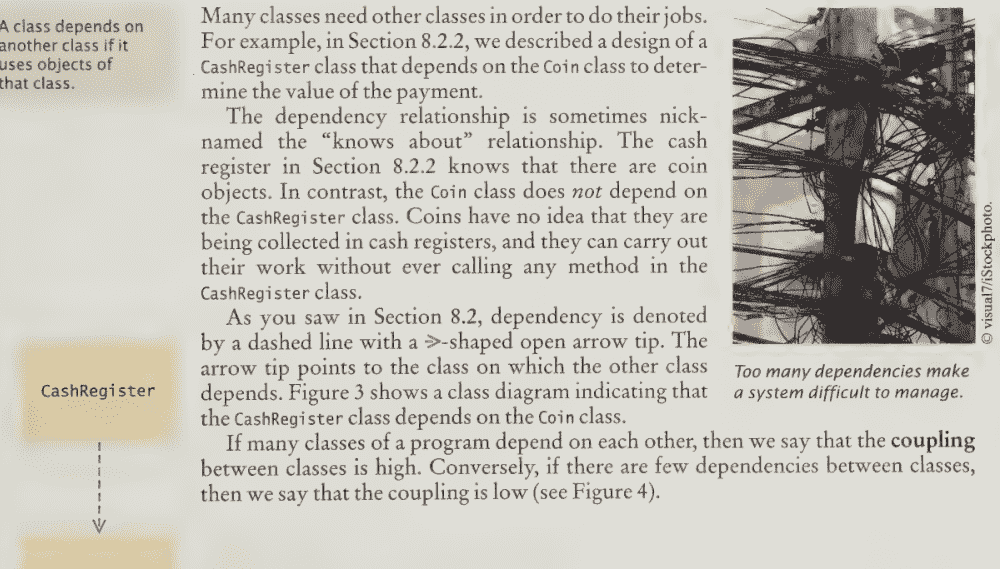 A class depends on
another class if it
uses objects of
that class.
Many classes need other classes in order to do their jobs.
For example, in Section 8.2.2, we described a design of a
CashRegister class that depends on the Coin class to deter-
mine the value of the payment.
The dependency relationship is sometimes nick-
named the “knows about” relationship. The cash
register in Section 8.2.2 knows that there are coin
objects. In contrast, the Coin class does not depend on
the CashRegister class. Coins have no idea that they are
being collected in cash registers, and they can carry out
their work without ever calling any method in the
CashRegister class.
As you saw in Section 8.2, dependency is denoted
by a dashed line with a ⩾-shaped open arrow tip. The
arrow tip points to the class on which the other class
depends. Figure 3 shows a class diagram indicating that
the CashRegister class depends on the Coin class.
If many classes of a program depend on each other, then we say that the coupling
between classes is high. Conversely, if there are few dependencies between classes,
then we say that the coupling is low (see Figure 4).
© visual7/iStockphoto.
Too many dependencies make
a system difficult to manage.
CashRegister